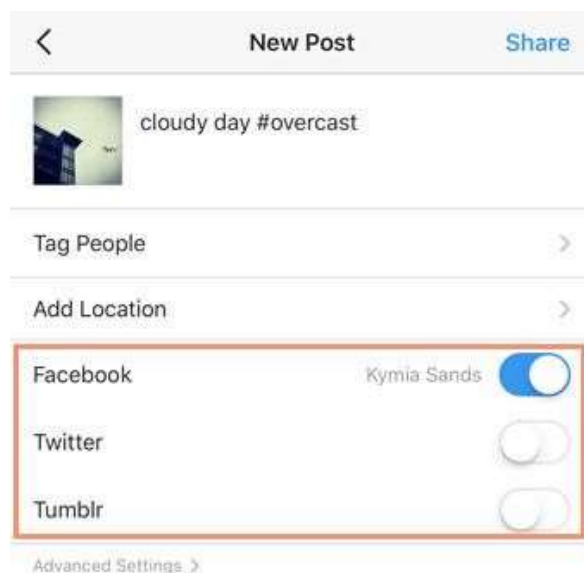 New Post Share
cloudy day #overcast
Tag People
Add Location
Facebook Kymia Sands
Twitter
Tumblr
Advanced Settings